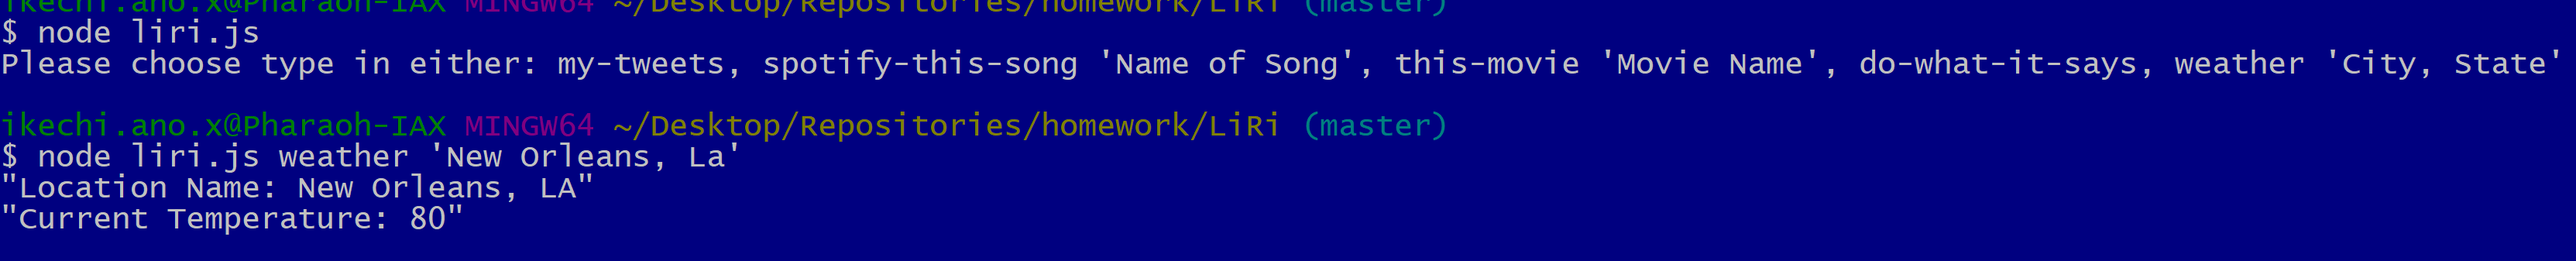 ikechi.ano.x@Pharaoh-IAX MINGW64 ~/Desktop/Repositories/homework/LiRi (master)
$ node liri.js
Please choose type in either: my-tweets, spotify-this-song 'Name of Song', this-movie 'Movie Name', do-what-it-says, weather 'City, State'
ikechi.ano.x@Pharaoh-IAX MINGW64 ~/Desktop/Repositories/homework/LiRi (master)
$ node liri.js weather 'New Orleans, La'
"Location Name: New Orleans, LA"
"Current Temperature: 80"